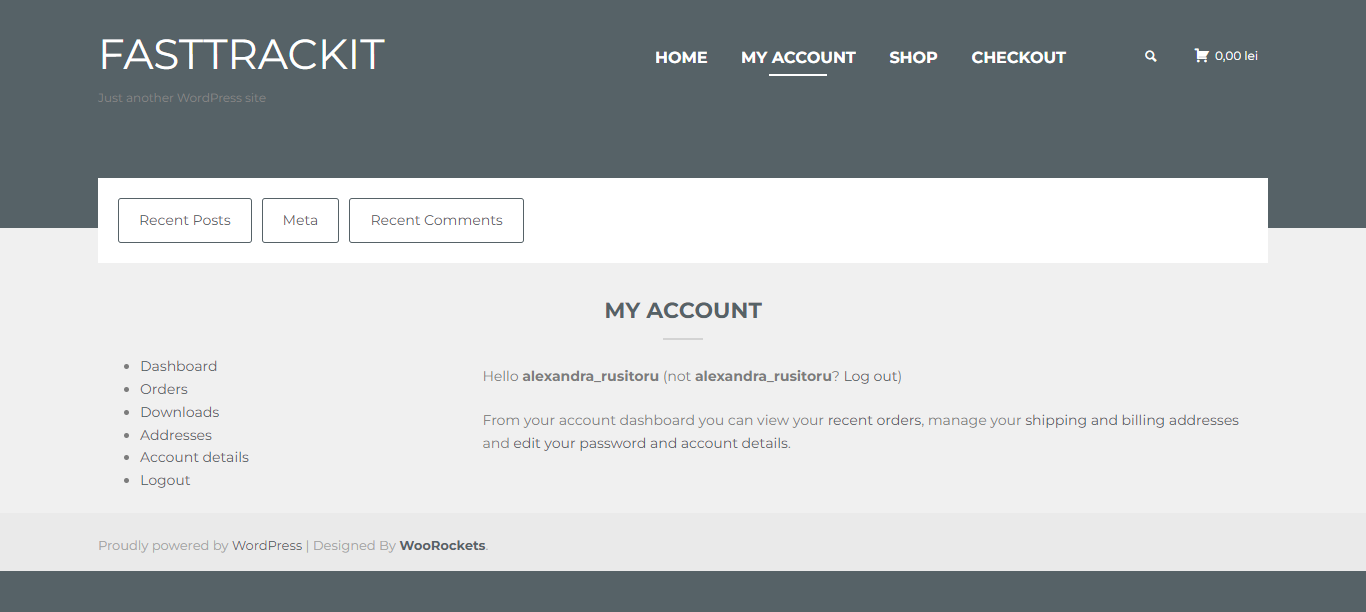 FASTTRACKIT
HOME MY ACCOUNT SHOP CHECKOUT 0,00 lei
Just another WordPress site
Recent Posts Meta Recent Comments
MY ACCOUNT
Dashboard
Orders
Downloads
Addresses
Account details
Logout
Hello alexandra_rusitoru (not alexandra_rusitoru? Log out)
From your account dashboard you can view your recent orders, manage your shipping and billing addresses
and edit your password and account details.
Proudly powered by WordPress | Designed By WooRockets.